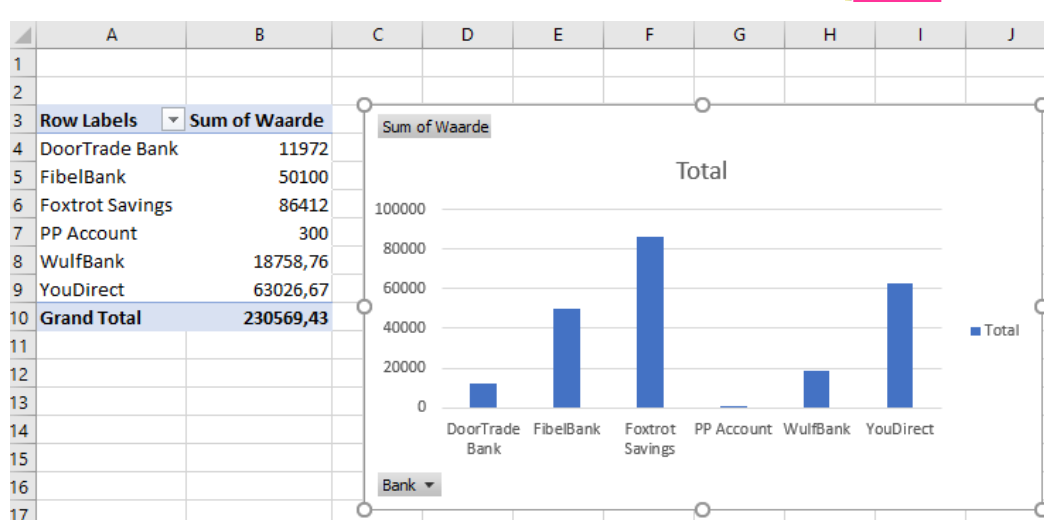 A B C D E F G H I J
1
2
3 Row Labels Sum of Waarde
4 DoorTrade Bank 11972
5 FibelBank 50100
6 Foxtrot Savings 86412
7 PP Account 300
8 WulfBank 18758,76
9 YouDirect 63026,67
10 Grand Total 230569,43
11
12
13
14
15
16
17
Sum of Waarde
Total
100000
80000
60000
40000
20000
0
DoorTrade Bank
FibelBank
Foxtrot Savings
PP Account
WulfBank
YouDirect
Total
Bank